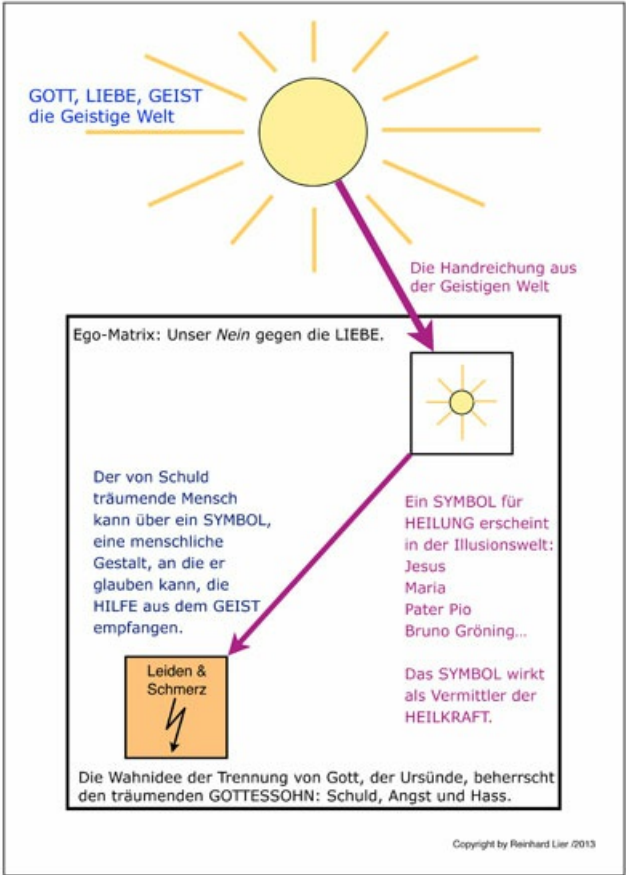 GOTT, LIEBE, GEIST
die Geistige Welt
Die Handreichung aus
der Geistigen Welt
Ego-Matrix: Unser Nein gegen die LIEBE.
Der von Schuld
träumende Mensch
kann über ein SYMBOL,
eine menschliche
Gestalt, an die er
glauben kann, die
HILFE aus dem GEIST
empfangen.
Ein SYMBOL für
HEILUNG erscheint
in der Illusionswelt:
Jesus
Maria
Pater Pio
Bruno Gröning...
Das SYMBOL wirkt
als Vermittler der
HEILKRAFT.
Leiden &
Schmerz
Die Wahnidee der Trennung von Gott, der Ursünde, beherrscht
den träumenden GOTTESSOHN: Schuld, Angst und Hass.
Copyright by Reinhard Lier /2013